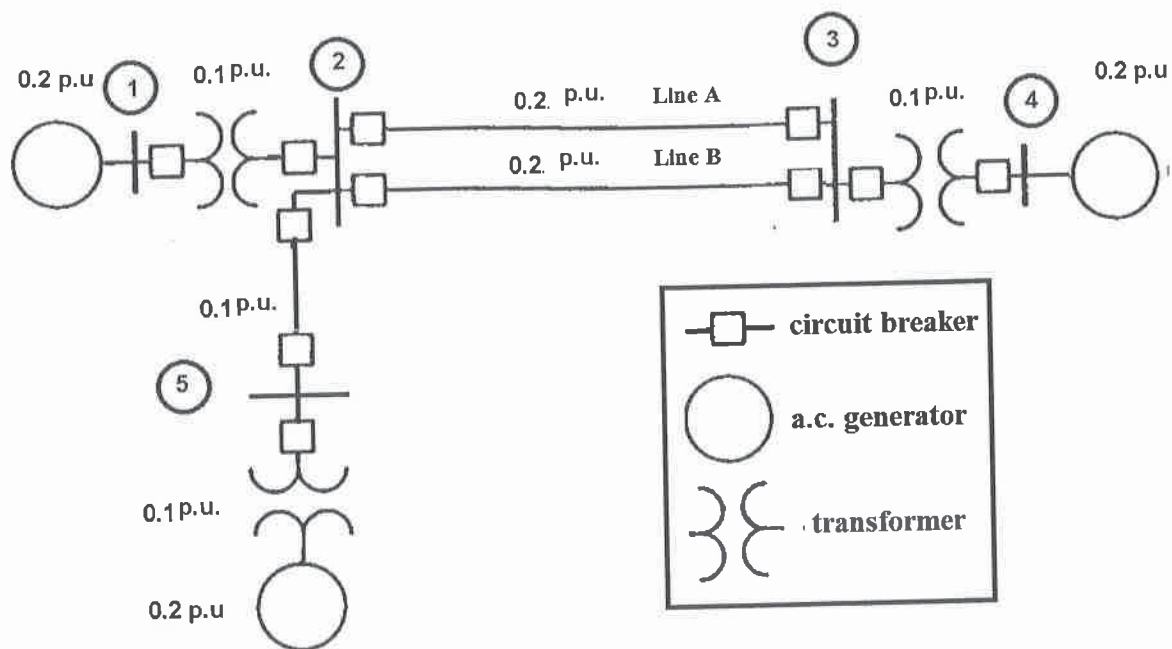 0.2 p.u
1
0.1 p.u.
2
0.2. p.u. Line A
3
0.1 p.u.
4
0.2 p.u
0.2. p.u. Line B
0.1 p.u.
5
0.1 p.u.
0.2 p.u
circuit breaker
a.c. generator
transformer